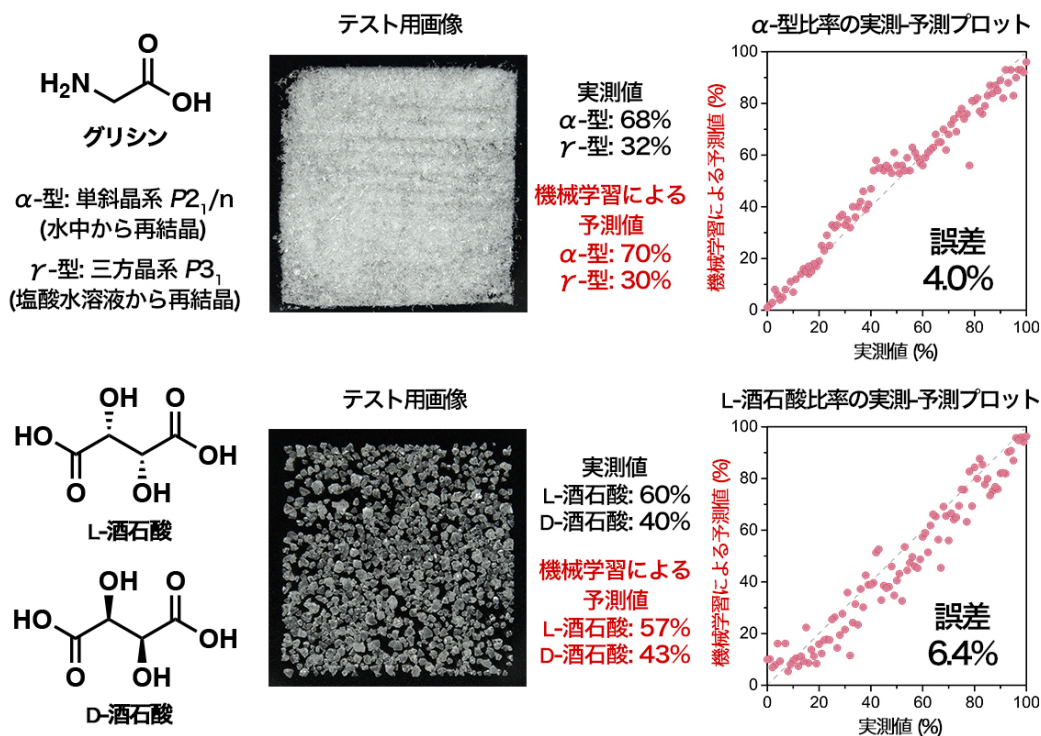 テスト用画像
α-型比率の実測-予測プロット
O
H₂N
OH
グリシン
α-型: 単斜晶系 P2₁/n
(水中から再結晶)
γ-型: 三方晶系 P3₁
(塩酸水溶液から再結晶)
実測値
α-型: 68%
γ-型: 32%
機械学習による
予測値
α-型: 70%
γ-型: 30%
機械学習による予測値 (%)
100
80
60
40
20
0
誤差
4.0%
0 20 40 60 80 100
実測値 (%)
テスト用画像
L-酒石酸比率の実測-予測プロット
OH O
HO
OH
O OH
L-酒石酸
OH O
HO
OH
O OH
D-酒石酸
実測値
L-酒石酸: 60%
D-酒石酸: 40%
機械学習による
予測値
L-酒石酸: 57%
D-酒石酸: 43%
機械学習による予測値 (%)
100
80
60
40
20
0
誤差
6.4%
0 20 40 60 80 100
実測値 (%)